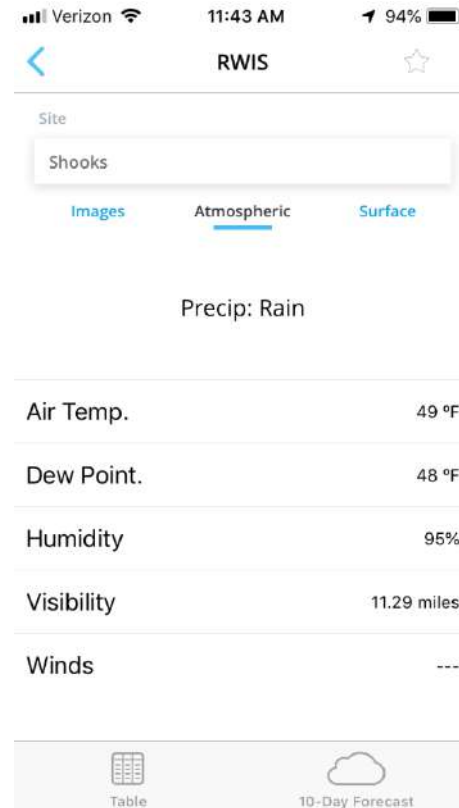 Verizon 11:43 AM 94%
RWIS
Site
Shooks
Images Atmospheric Surface
Precip: Rain
Air Temp. 49 ºF
Dew Point. 48 ºF
Humidity 95%
Visibility 11.29 miles
Winds ---
Table 10-Day Forecast